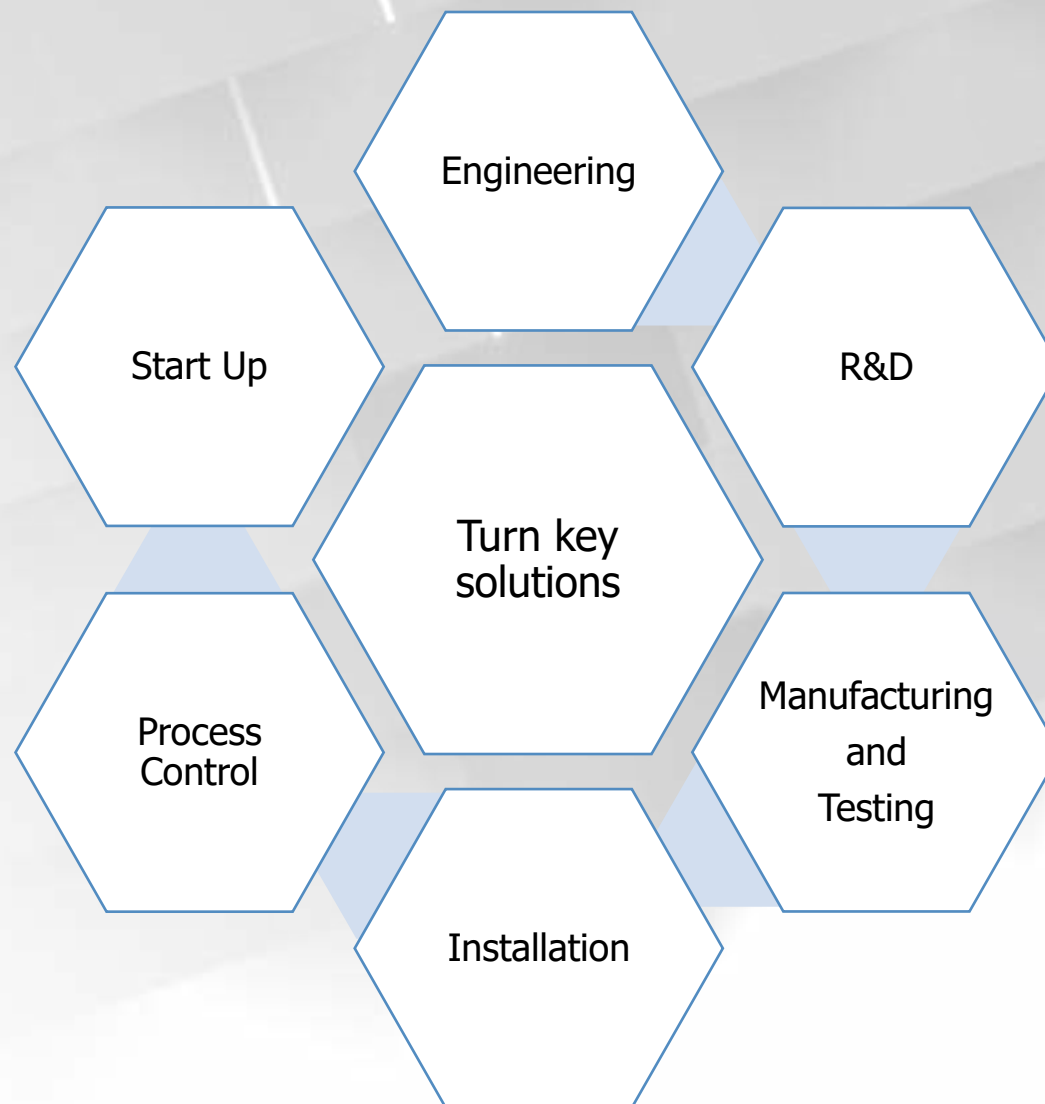 Engineering
Start Up
R&D
Turn key
solutions
Process
Control
Manufacturing
and
Testing
Installation